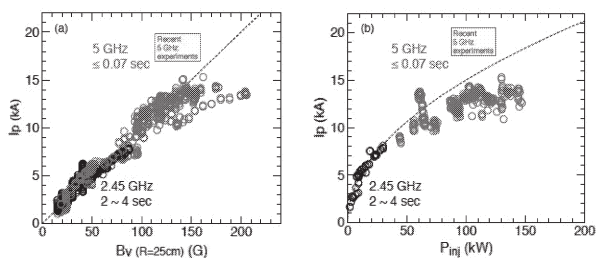 (a)
5 GHz
≤ 0.07 sec
Recent
5 GHz
experiments
2.45 GHz
2 ~ 4 sec
Ip (kA)
20
15
10
5
0
0 50 100 150 200
Bv (R=25cm) (G)
(b)
5 GHz
≤ 0.07 sec
Recent
5 GHz
experiments
2.45 GHz
2 ~ 4 sec
Ip (kA)
20
15
10
5
0
0 50 100 150 200
Pinj (kW)